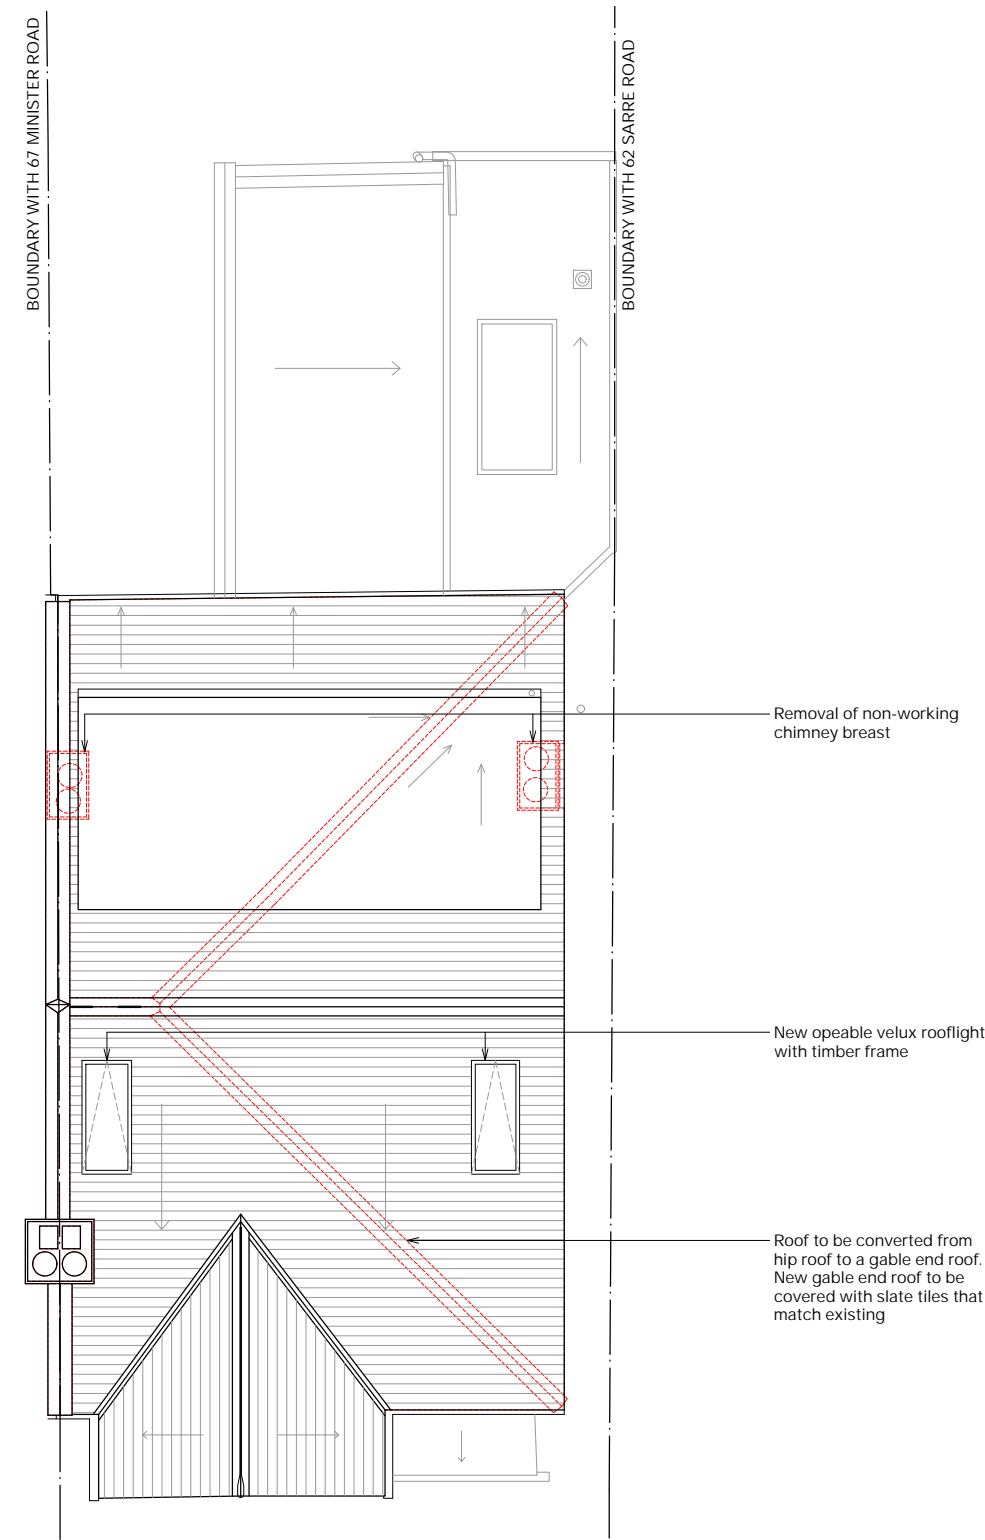 BOUNDARY WITH 67 MINISTER ROAD
BOUNDARY WITH 62 SARRE ROAD
Removal of non-working
chimney breast
New opeable velux rooflight
with timber frame
Roof to be converted from
hip roof to a gable end roof.
New gable end roof to be
covered with slate tiles that
match existing